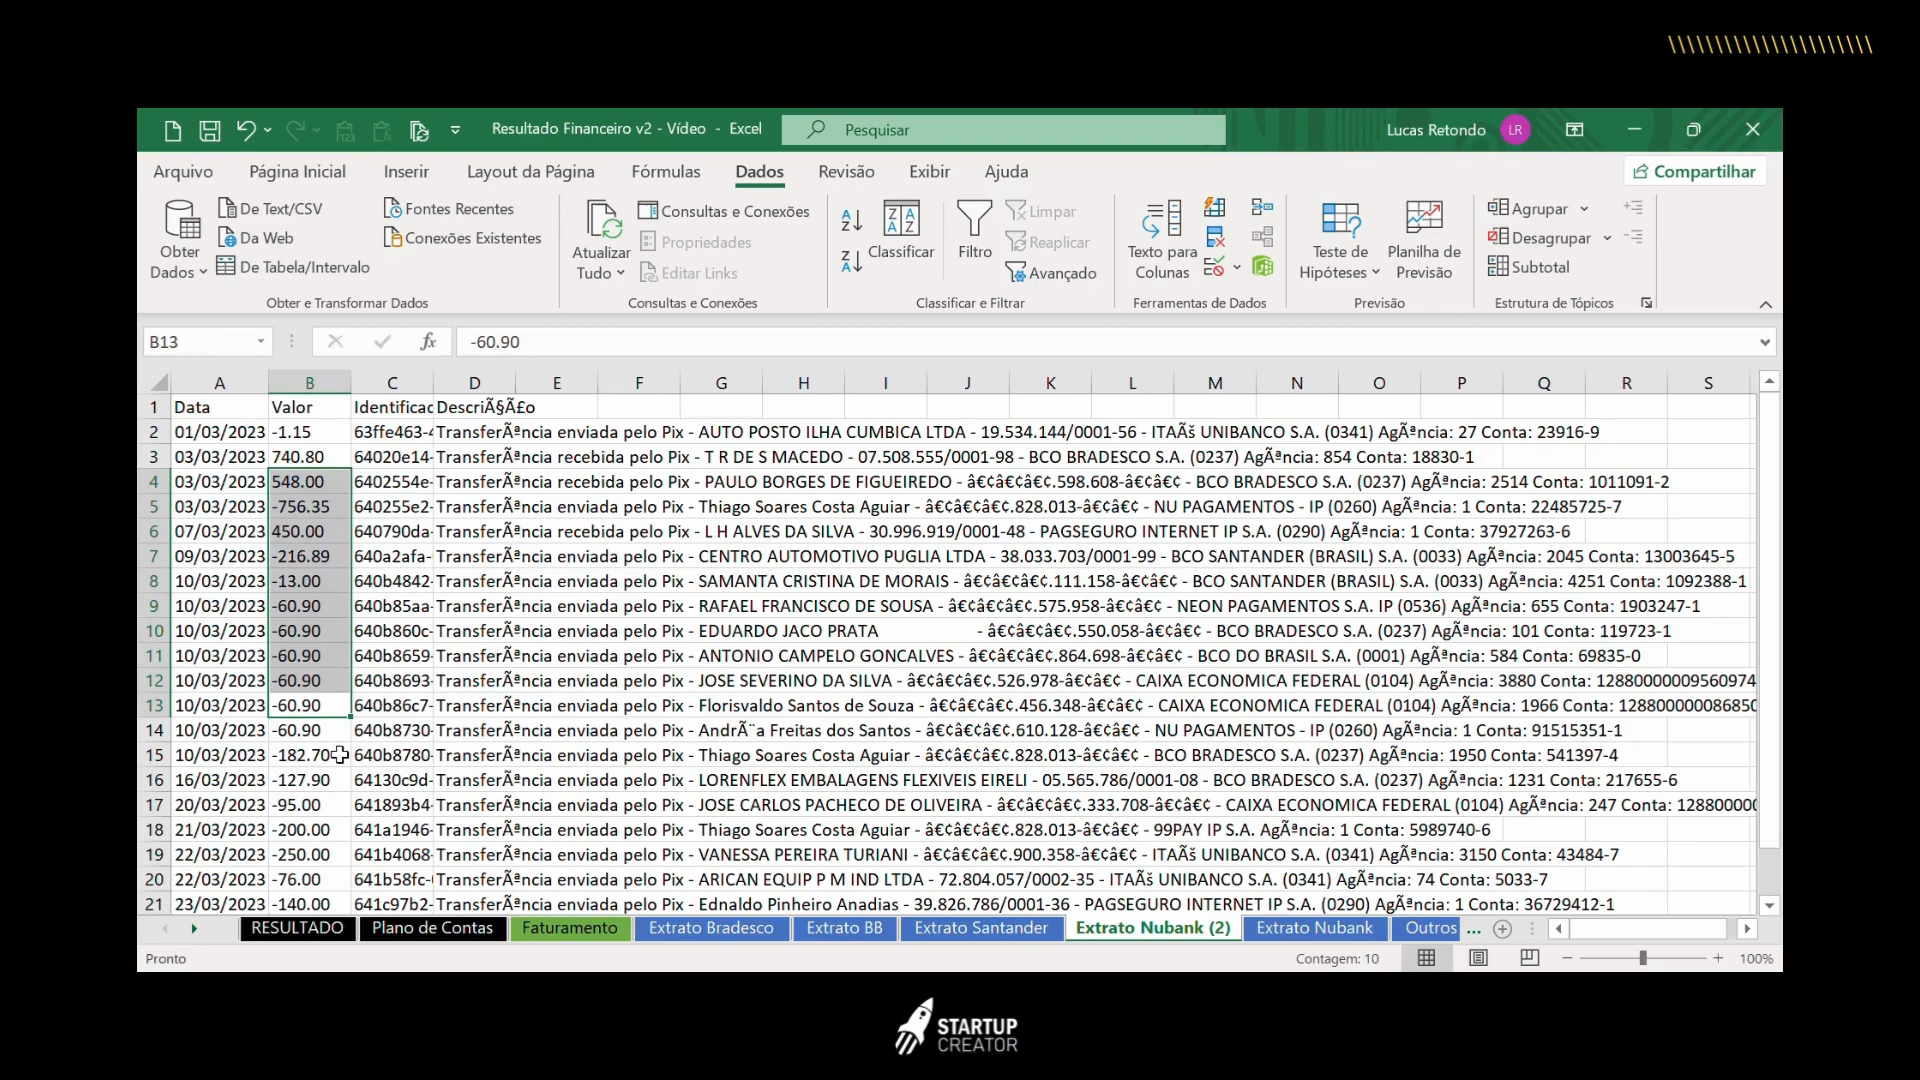 \\\\\\\\\\\\\\\\\\\\\\
Resultado Financeiro v2 - Vídeo - Excel Pesquisar Lucas Retondo LR
Arquivo Página Inicial Inserir Layout da Página Fórmulas Dados Revisão Exibir Ajuda Compartilhar
Obter Dados De Text/CSV Da Web De Tabela/Intervalo Fontes Recentes Conexões Existentes
Atualizar Tudo Consultas e Conexões Propriedades Editar Links
Classificar Filtro Limpar Reaplicar Avançado
Texto para Colunas Teste de Hipóteses Planilha de Previsão Agrupar Desagrupar Subtotal
Obter e Transformar Dados Consultas e Conexões Classificar e Filtrar Ferramentas de Dados Previsão Estrutura de Tópicos
B13 fx -60.90
A B C D E F G H I J K L M N O P Q R S
1 Data Valor Identificac DescriÃ§Ã£o
2 01/03/2023 -1.15 63ffe463-4 TransferÃªncia enviada pelo Pix - AUTO POSTO ILHA CUMBICA LTDA - 19.534.144/0001-56 - ITAÃš UNIBANCO S.A. (0341) AgÃªncia: 27 Conta: 23916-9
3 03/03/2023 740.80 64020e14- TransferÃªncia recebida pelo Pix - T R DE S MACEDO - 07.508.555/0001-98 - BCO BRADESCO S.A. (0237) AgÃªncia: 854 Conta: 18830-1
4 03/03/2023 548.00 6402554e- TransferÃªncia recebida pelo Pix - PAULO BORGES DE FIGUEIREDO - â€¢â€¢â€¢.598.608-â€¢â€¢ - BCO BRADESCO S.A. (0237) AgÃªncia: 2514 Conta: 1011091-2
5 03/03/2023 -756.35 640255e2- TransferÃªncia enviada pelo Pix - Thiago Soares Costa Aguiar - â€¢â€¢â€¢.828.013-â€¢â€¢ - NU PAGAMENTOS - IP (0260) AgÃªncia: 1 Conta: 22485725-7
6 07/03/2023 450.00 640790da- TransferÃªncia recebida pelo Pix - L H ALVES DA SILVA - 30.996.919/0001-48 - PAGSEGURO INTERNET IP S.A. (0290) AgÃªncia: 1 Conta: 37927263-6
7 09/03/2023 -216.89 640a2afa- TransferÃªncia enviada pelo Pix - CENTRO AUTOMOTIVO PUGLIA LTDA - 38.033.703/0001-99 - BCO SANTANDER (BRASIL) S.A. (0033) AgÃªncia: 2045 Conta: 13003645-5
8 10/03/2023 -13.00 640b4842- TransferÃªncia enviada pelo Pix - SAMANTA CRISTINA DE MORAIS - â€¢â€¢â€¢.111.158-â€¢â€¢ - BCO SANTANDER (BRASIL) S.A. (0033) AgÃªncia: 4251 Conta: 1092388-1
9 10/03/2023 -60.90 640b85aa- TransferÃªncia enviada pelo Pix - RAFAEL FRANCISCO DE SOUSA - â€¢â€¢â€¢.575.958-â€¢â€¢ - NEON PAGAMENTOS S.A. IP (0536) AgÃªncia: 655 Conta: 1903247-1
10 10/03/2023 -60.90 640b860c- TransferÃªncia enviada pelo Pix - EDUARDO JACO PRATA - â€¢â€¢â€¢.550.058-â€¢â€¢ - BCO BRADESCO S.A. (0237) AgÃªncia: 101 Conta: 119723-1
11 10/03/2023 -60.90 640b8659- TransferÃªncia enviada pelo Pix - ANTONIO CAMPELO GONCALVES - â€¢â€¢â€¢.864.698-â€¢â€¢ - BCO DO BRASIL S.A. (0001) AgÃªncia: 584 Conta: 69835-0
12 10/03/2023 -60.90 640b8693- TransferÃªncia enviada pelo Pix - JOSE SEVERINO DA SILVA - â€¢â€¢â€¢.526.978-â€¢â€¢ - CAIXA ECONOMICA FEDERAL (0104) AgÃªncia: 3880 Conta: 12880000009560974
13 10/03/2023 -60.90 640b86c7- TransferÃªncia enviada pelo Pix - Florisvaldo Santos de Souza - â€¢â€¢â€¢.456.348-â€¢â€¢ - CAIXA ECONOMICA FEDERAL (0104) AgÃªncia: 1966 Conta: 128800000086850
14 10/03/2023 -60.90 640b8730- TransferÃªncia enviada pelo Pix - AndrÃ¨a Freitas dos Santos - â€¢â€¢â€¢.610.128-â€¢â€¢ - NU PAGAMENTOS - IP (0260) AgÃªncia: 1 Conta: 91515351-1
15 10/03/2023 -182.70 640b8780- TransferÃªncia enviada pelo Pix - Thiago Soares Costa Aguiar - â€¢â€¢â€¢.828.013-â€¢â€¢ - BCO BRADESCO S.A. (0237) AgÃªncia: 1950 Conta: 541397-4
16 16/03/2023 -127.90 64130c9d- TransferÃªncia enviada pelo Pix - LORENFLEX EMBALAGENS FLEXIVEIS EIRELI - 05.565.786/0001-08 - BCO BRADESCO S.A. (0237) AgÃªncia: 1231 Conta: 217655-6
17 20/03/2023 -95.00 641893b4- TransferÃªncia enviada pelo Pix - JOSE CARLOS PACHECO DE OLIVEIRA - â€¢â€¢â€¢.333.708-â€¢â€¢ - CAIXA ECONOMICA FEDERAL (0104) AgÃªncia: 247 Conta: 12880000
18 21/03/2023 -200.00 641a1946- TransferÃªncia enviada pelo Pix - Thiago Soares Costa Aguiar - â€¢â€¢â€¢.828.013-â€¢â€¢ - 99PAY IP S.A. AgÃªncia: 1 Conta: 5989740-6
19 22/03/2023 -250.00 641b4068- TransferÃªncia enviada pelo Pix - VANESSA PEREIRA TURIANI - â€¢â€¢â€¢.900.358-â€¢â€¢ - ITAÃš UNIBANCO S.A. (0341) AgÃªncia: 3150 Conta: 43484-7
20 22/03/2023 -76.00 641b58fc- TransferÃªncia enviada pelo Pix - ARICAN EQUIP P M IND LTDA - 72.804.057/0002-35 - ITAÃš UNIBANCO S.A. (0341) AgÃªncia: 74 Conta: 5033-7
21 23/03/2023 -140.00 641c97b2- TransferÃªncia enviada pelo Pix - Ednaldo Pinheiro Anadias - 39.826.786/0001-36 - PAGSEGURO INTERNET IP S.A. (0290) AgÃªncia: 1 Conta: 36729412-1
RESULTADO Plano de Contas Faturamento Extrato Bradesco Extrato BB Extrato Santander Extrato Nubank (2) Extrato Nubank Outros ...
Pronto Contagem: 10 100%
STARTUP
CREATOR